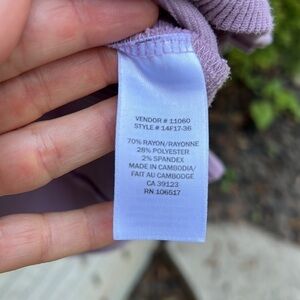 VENDOR # 11060
STYLE # 14F17-36
70% RAYON/RAYONNE
28% POLYESTER
2% SPANDEX
MADE IN CAMBODIA/
FAIT AU CAMBODGE
CA 39123
RN 106517